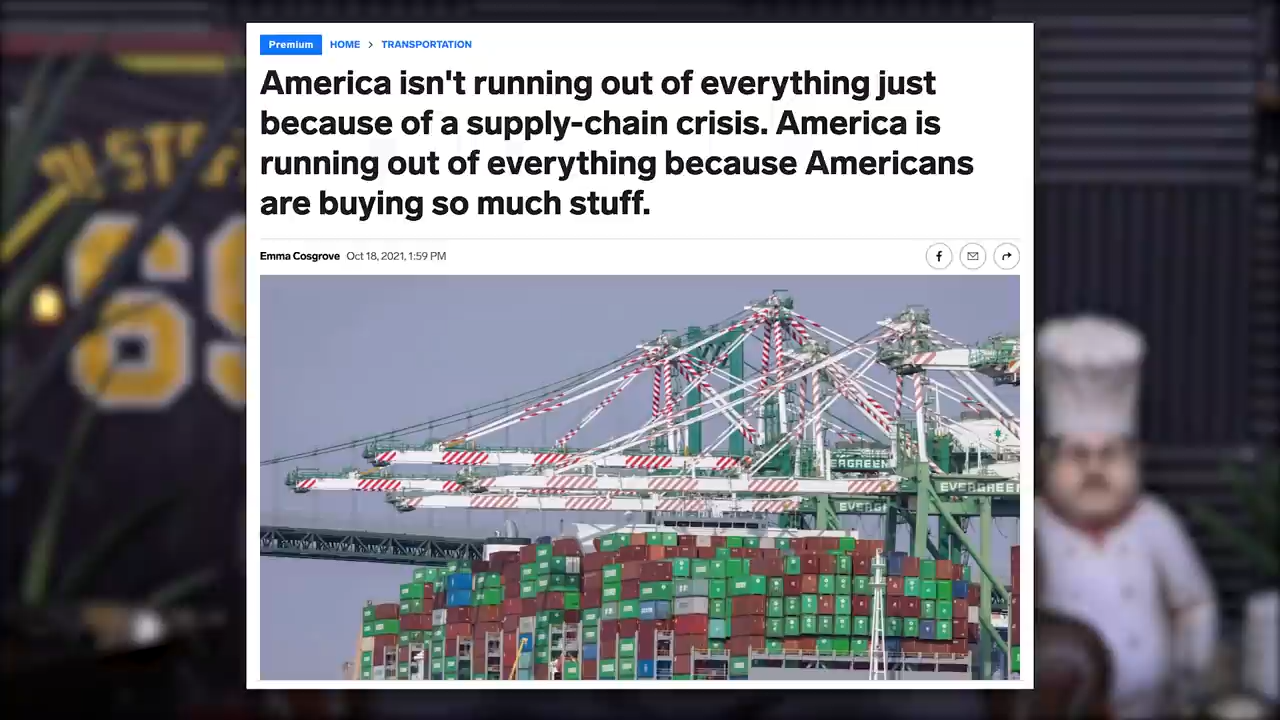 Premium HOME > TRANSPORTATION
America isn't running out of everything just
because of a supply-chain crisis. America is
running out of everything because Americans
are buying so much stuff.
Emma Cosgrove Oct 18, 2021, 1:59 PM
EVERGREEN
69